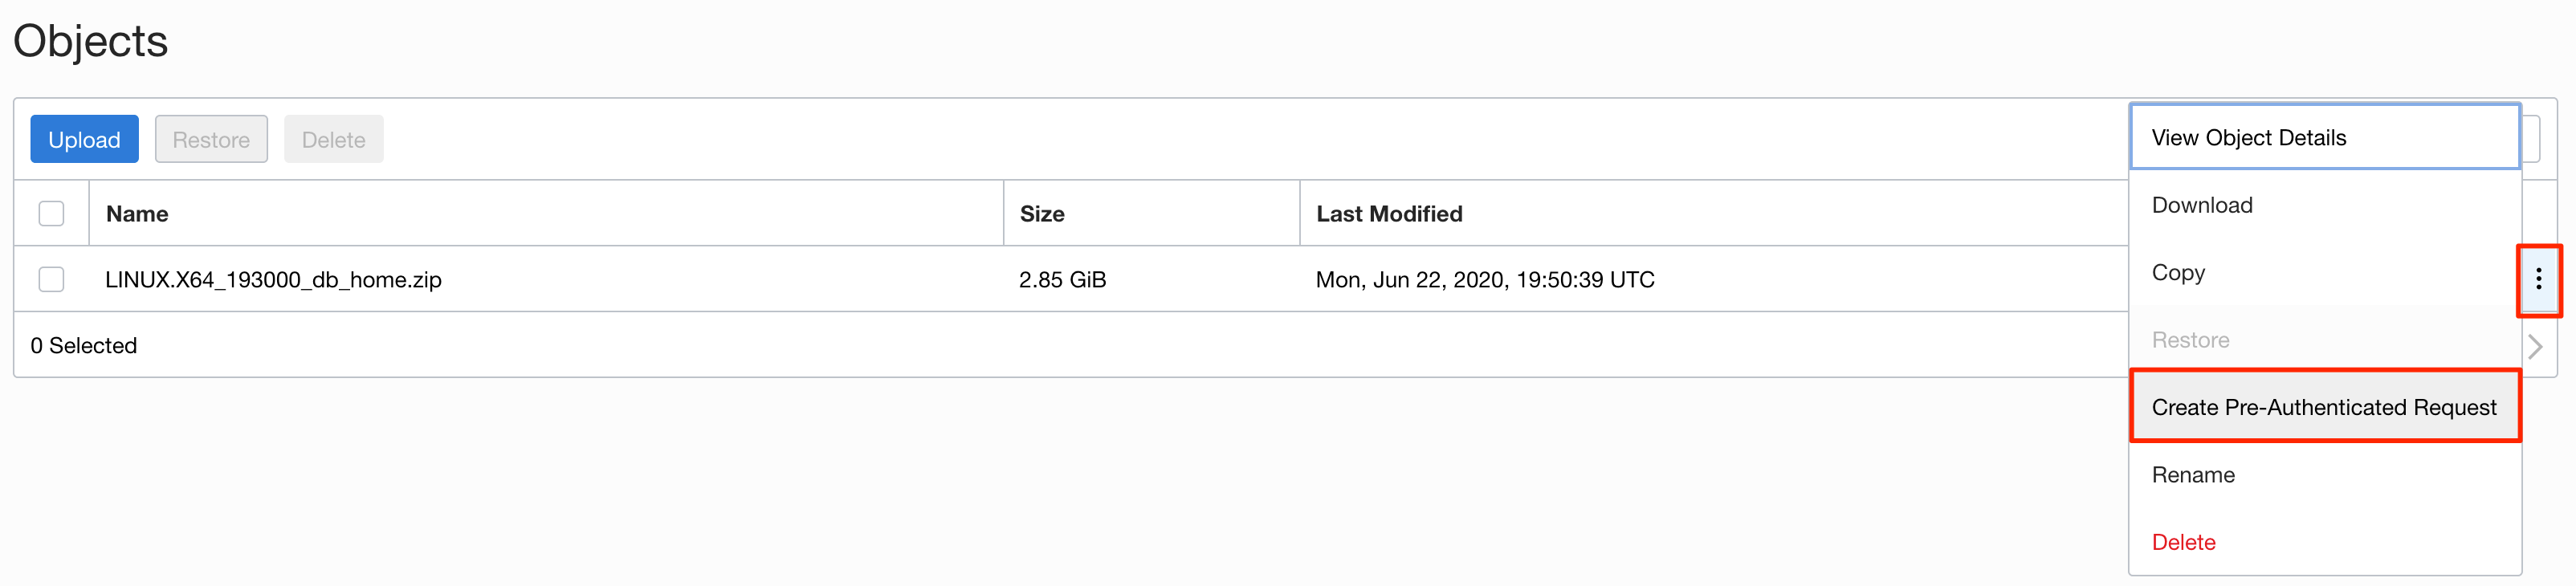 Objects
Upload Restore Delete
Name Size Last Modified
LINUX.X64_193000_db_home.zip 2.85 GiB Mon, Jun 22, 2020, 19:50:39 UTC
0 Selected
View Object Details
Download
Copy
Restore
Create Pre-Authenticated Request
Rename
Delete